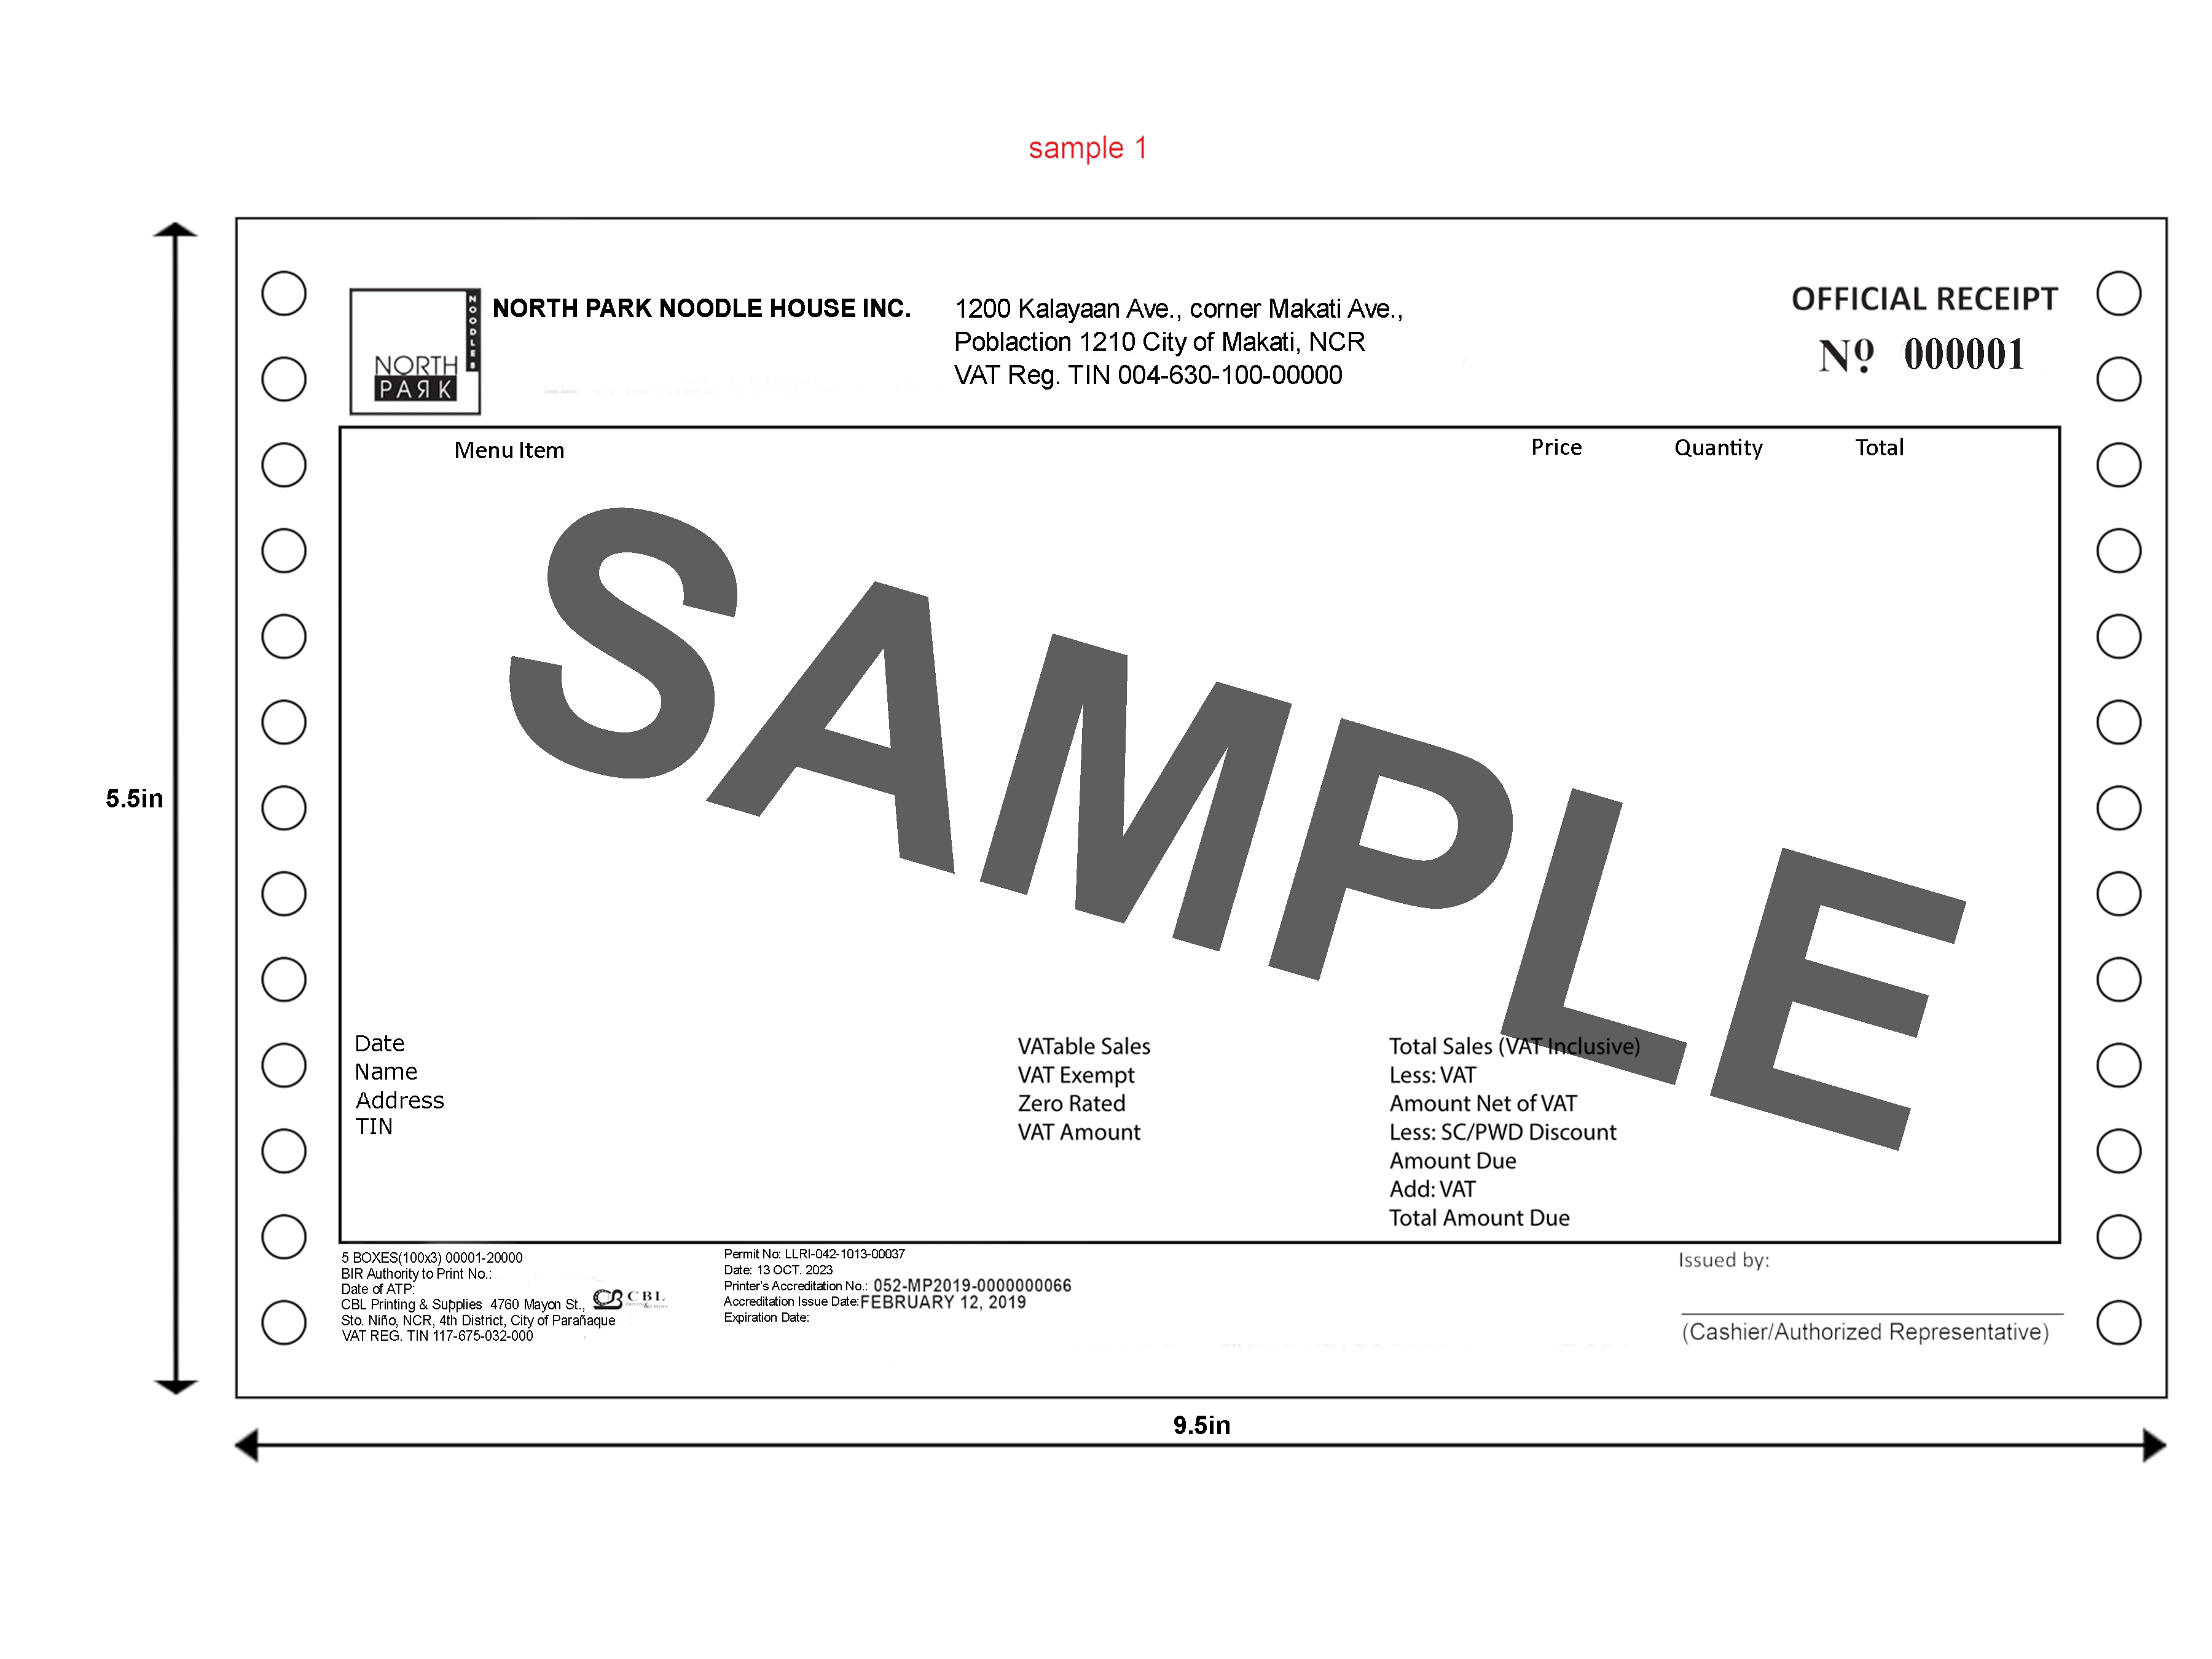 sample 1
NORTH PARK NOODLES
NORTH PARK NOODLE HOUSE INC.
1200 Kalayaan Ave., corner Makati Ave.,
Poblaction 1210 City of Makati, NCR
VAT Reg. TIN 004-630-100-00000
OFFICIAL RECEIPT
Nº 000001
Menu Item Price Quantity Total
SAMPLE
5.5in
Date
Name
Address
TIN
VATable Sales
VAT Exempt
Zero Rated
VAT Amount
Total Sales (VAT Inclusive)
Less: VAT
Amount Net of VAT
Less: SC/PWD Discount
Amount Due
Add: VAT
Total Amount Due
5 BOXES(100x3) 00001-20000
BIR Authority to Print No.:
Date of ATP:
CBL Printing & Supplies 4760 Mayon St.,
Sto. Niño, NCR, 4th District, City of Parañaque
VAT REG. TIN 117-675-032-000
CBL
Permit No: LLRI-042-1013-00037
Date: 13 OCT. 2023
Printer's Accreditation No.: 052-MP2019-0000000066
Accreditation Issue Date: FEBRUARY 12, 2019
Expiration Date:
Issued by:
(Cashier/Authorized Representative)
9.5in